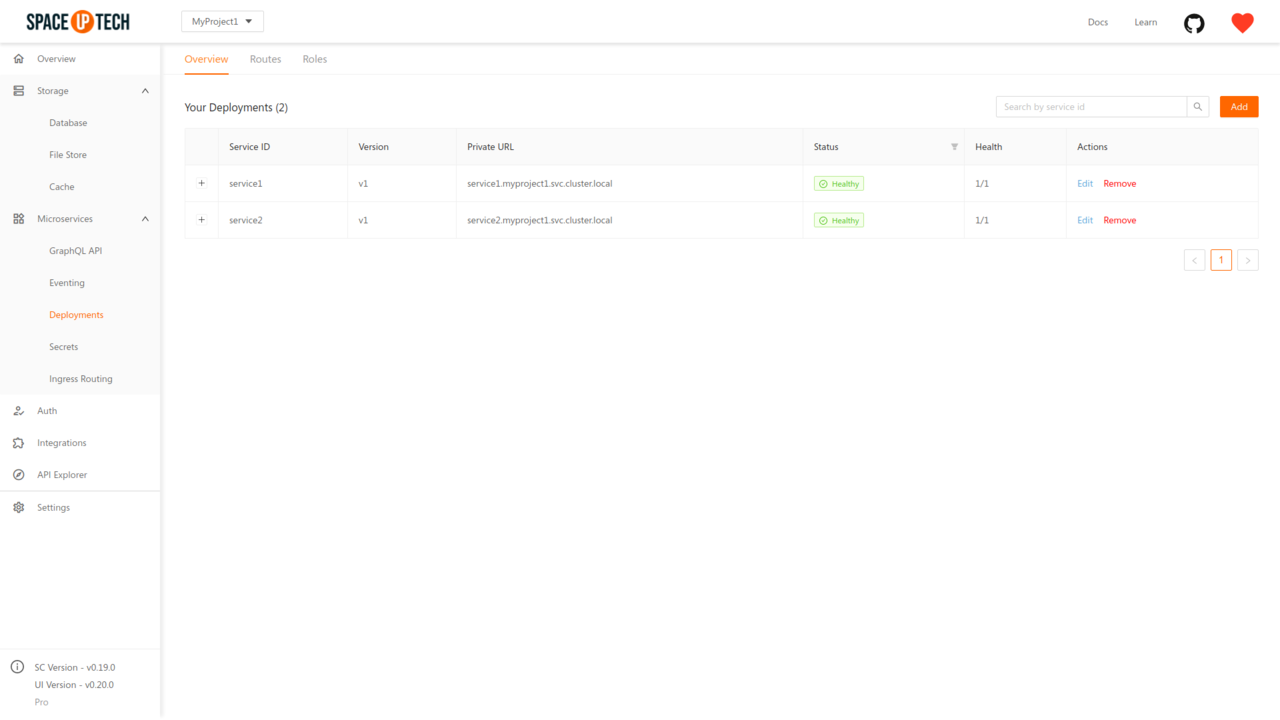 SPACE UP TECH
MyProject1
Docs
Learn
Overview
Storage
Database
File Store
Cache
Microservices
GraphQL API
Eventing
Deployments
Secrets
Ingress Routing
Auth
Integrations
API Explorer
Settings
SC Version - v0.19.0
UI Version - v0.20.0
Pro
Overview Routes Roles
Your Deployments (2)
Search by service id
Add
Service ID Version Private URL Status Health Actions
+ service1 v1 service1.myproject1.svc.cluster.local Healthy 1/1 Edit Remove
+ service2 v1 service2.myproject1.svc.cluster.local Healthy 1/1 Edit Remove
< 1 >